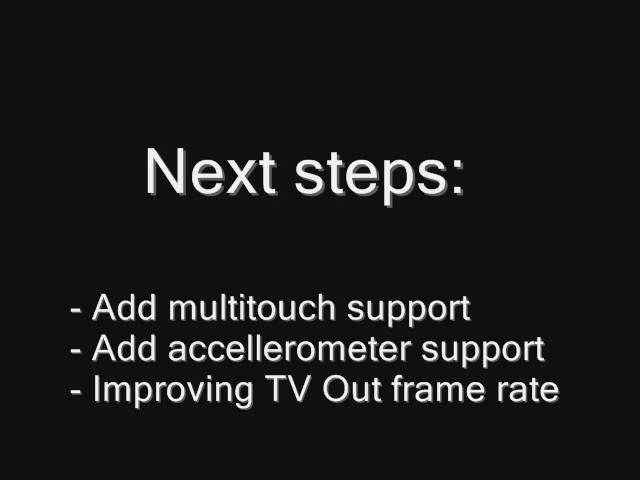 Next steps:
- Add multitouch support
- Add accellerometer support
- Improving TV Out frame rate